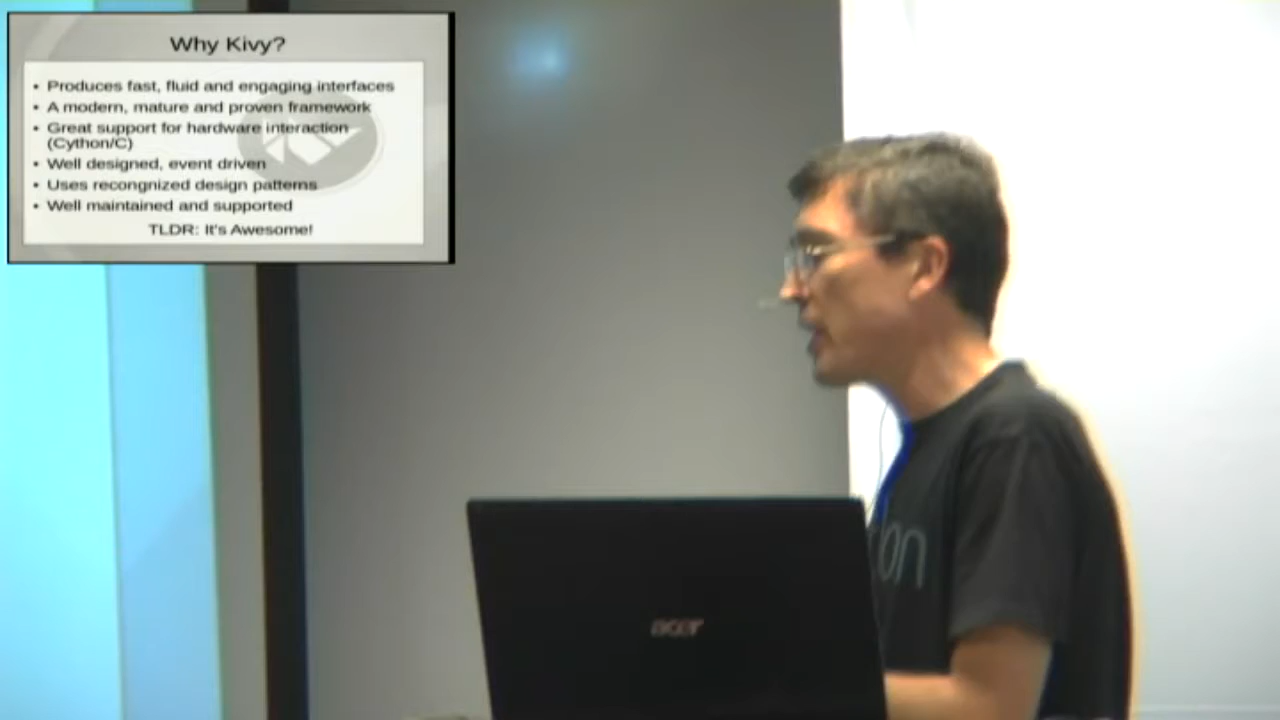 Why Kivy?
• Produces fast, fluid and engaging interfaces
• A modern, mature and proven framework
• Great support for hardware interaction
(Cython/C)
• Well designed, event driven
• Uses recongnized design patterns
• Well maintained and supported
TLDR: It's Awesome!
acer
on